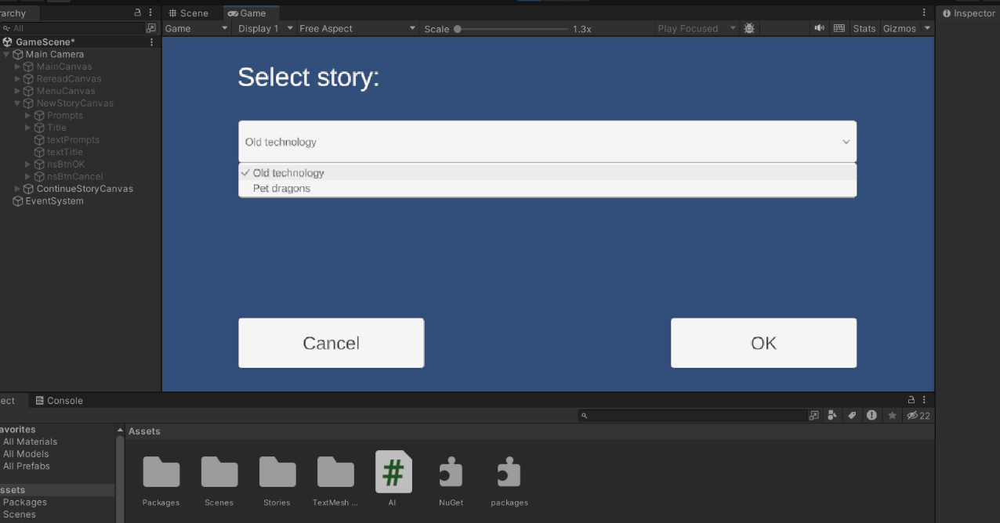 rarchy
Scene
Game
Inspector
All
Game
Display 1
Free Aspect
Scale
1.3x
Play Focused
Stats
Gizmos
GameScene*
Main Camera
MainCanvas
RereadCanvas
MenuCanvas
NewStoryCanvas
Prompts
Title
textPrompts
textTitle
nsBtnOK
nsBtnCancel
ContinueStoryCanvas
EventSystem
Select story:
Old technology
Old technology
Pet dragons
Cancel
OK
ect
Console
22
avorites
All Materials
All Models
All Prefabs
ssets
Packages
Scenes
Assets
Packages
Scenes
Stories
TextMesh ...
#
AI
NuGet
packages